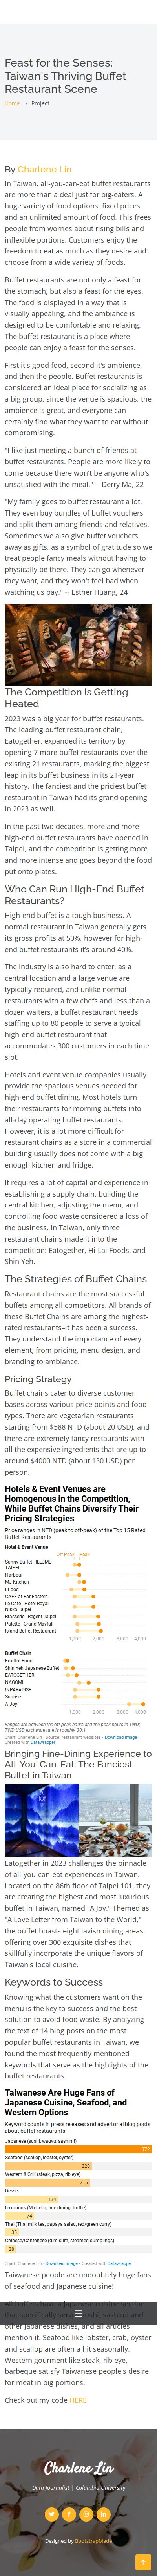 Feast for the Senses:
Taiwan's Thriving Buffet
Restaurant Scene
Home / Project
By Charlene Lin
In Taiwan, all-you-can-eat buffet restaurants
are more than a deal just for big-eaters. A
huge variety of food options, fixed prices
and unlimited amounts of food. This frees
people from worries about rising bills and
inflexible portions. Customers enjoy the
freedom to eat as much as they desire and
choose from a wide variety of foods.
Buffet restaurants are not only a feast for
the stomach, but also a feast for the eyes.
The food is displayed in a way that is
visually appealing, and the ambiance is
designed to be comfortable and relaxing.
The buffet restaurant is a place where
people can enjoy a feast for the senses.
First it's good food, second it's ambience,
and then the people. Buffet restaurants is
considered an ideal place for socializing at
a big group, since the venue is spacious, the
ambience is great, and everyone can
certainly find dishes they want to eat without
compromising.
"I like just meeting a bunch of friends at
buffet restaurants. People are more likely to
be accommodated. There won't be anyone who's
unsatisfied with the meal." -- Derry Ma, 22
"My family goes to buffet restaurant a lot.
They even buy bundles of buffet vouchers
and split them among friends and relatives.
Sometimes we also give buffet vouchers
away as gifts, as a symbol of gratitude so we
treat people fancy meals without having to
physically be there. They can go whenever
they want, and they won't feel bad when
watching us pay." -- Esther Huang, 24
The Competition is Getting
Heated
2023 was a big year for buffet restaurants.
The leading buffet restaurant chain,
Eatogether, expanded its territory by
opening 7 more buffet restaurants over the
existing 21 restaurants, marking the biggest
leap in its buffet business in its 21-year
history. The fanciest and the priciest buffet
restaurant in Taiwan had its grand opening
in 2023 as well.
In the past two decades, more and more
high-end buffet restaurants have opened in
Taipei, and the competition is getting more
and more intense and goes beyond the food
put onto plates.
Who Can Run High-End Buffet
Restaurants?
High-end buffet is a tough business. A
normal restaurant in Taiwan generally gets
its gross profits at 50%, however for high-
end buffet restaurants it's around 40%.
The industry is also hard to enter, as a
central location and a large venue are
typically required, and unlike normal
restaurants with a few chefs and less than a
dozen waiters, a buffet restaurant needs
staffing up to 80 people to serve a typical
high-end buffet restaurant that
accommodates 300 customers in each time
slot.
Hotels and event venue companies usually
provide the spacious venues needed for
high-end buffets. Most hotels turn
their restaurants for morning buffets into
all-day operating buffet restaurants.
However, it is a lot more difficult for
restaurant chains as a store in a commercial
building usually does not come with a big
enough kitchen and fridge.
It requires a lot of capital and experience in
establishing a supply chain, building the
central kitchen, adjusting the menu, and
controlling food waste introduced a loss of
the business. In Taiwan, only three
restaurant chains made it into the
competition: Eatogether, Hi-Lai Foods, and
Shin Yeh.
The Strategies of Buffet Chains
Restaurant chains are the most successful
buffets among all competitors. All brands of
these Buffet Chains are among the highest-
rated restaurants–it has been a success.
They understand the importance of every
element, from pricing, menu design, and
branding to ambiance.
Pricing Strategy
Buffet chains cater to diverse customer
bases across various price points and food
types. There are vegetarian restaurants
starting from $588 NTD (about 20 USD),
and there are extremely fancy restaurants with
all the expensive ingredients that are up to
around $4000 NTD (about 130 USD) per
person.
Hotels & Event Venues are
Homogenous in the Competition,
While Buffet Chains Diversify Their
Pricing Strategies
Price ranges in NTD (peak to off-peak) of the Top 15 Rated
Buffet Restaurants
Hotel & Event Venue
Off-Peak Peak
Sunny Buffet - ILLUME
TAIPEI
Harbour
MJ Kitchen
FFood
CAFÉ at Far Eastern
Le Café - Hotel Royal-
Nikko Taipei
Brasserie - Regent Taipei
Palette - Grand Mayfull
Island Buffet Restaurant
1,000 2,000 3,000 4,000
Buffet Chain
Fruitful Food
Shin Yeh Japanese Buffet
EATOGETHER
NAGOMI
INPARADISE
Sunrise
A Joy
1,000 2,000 3,000 4,000
Ranges are between the off-peak hours and the peak hours in TWD,
TWD USD exchange rate is roughly 30:1.
Chart: Charlene Lin • Source: restaurant websites • Download image •
Created with Datawrapper
Bringing Fine-Dining Experience to
All-You-Can-Eat: The Fanciest
Buffet in Taiwan
Eatogether in 2023 challenges the pinnacle
of all-you-can-eat experiences in Taiwan.
Located on the 86th floor of Taipei 101, they
are creating the highest and most luxurious
buffet in Taiwan, named "A Joy." Themed as
"A Love Letter from Taiwan to the World,"
the buffet boasts eight lavish dining areas,
offering over 300 exquisite dishes that
skillfully incorporate the unique flavors of
Taiwan's local cuisine.
Keywords to Success
Knowing what the customers want on the
menu is the key to success and the best
solution to avoid food waste. By analyzing
the text of 14 blog posts on the most
popular buffet restaurants in Taiwan, we
found the most frequently mentioned
keywords that serve as the highlights of the
buffet restaurant.
Taiwanese Are Huge Fans of
Japanese Cuisine, Seafood, and
Western Options
Keyword counts in press releases and advertorial blog posts
about buffet restaurants
Japanese (sushi, wagyu, sashimi)
372
Seafood (scallop, lobster, oyster)
220
Western & Grill (steak, pizza, rib eye)
215
Dessert
134
Luxurious (Michelin, fine-dining, truffle)
74
Thai (Thai milk tea, papaya salad, red/green curry)
35
Chinese/Cantonese (dim-sum, steamed dumplings)
28
Chart: Charlene Lin • Download image • Created with Datawrapper
Taiwanese people are undoubtely huge fans
of seafood and Japanese cuisine!
Japanese dishes, and all articles
mention it. Seafood like lobster, crab, oyster
and scallop are often a hit seasonally.
Western gourmet like steak, rib eye,
barbeque satisfy Taiwanese people's desire
for meat in big portions.
Check out my code HERE
Charlene Lin
Data Journalist | Columbia University
Designed by BootstrapMade